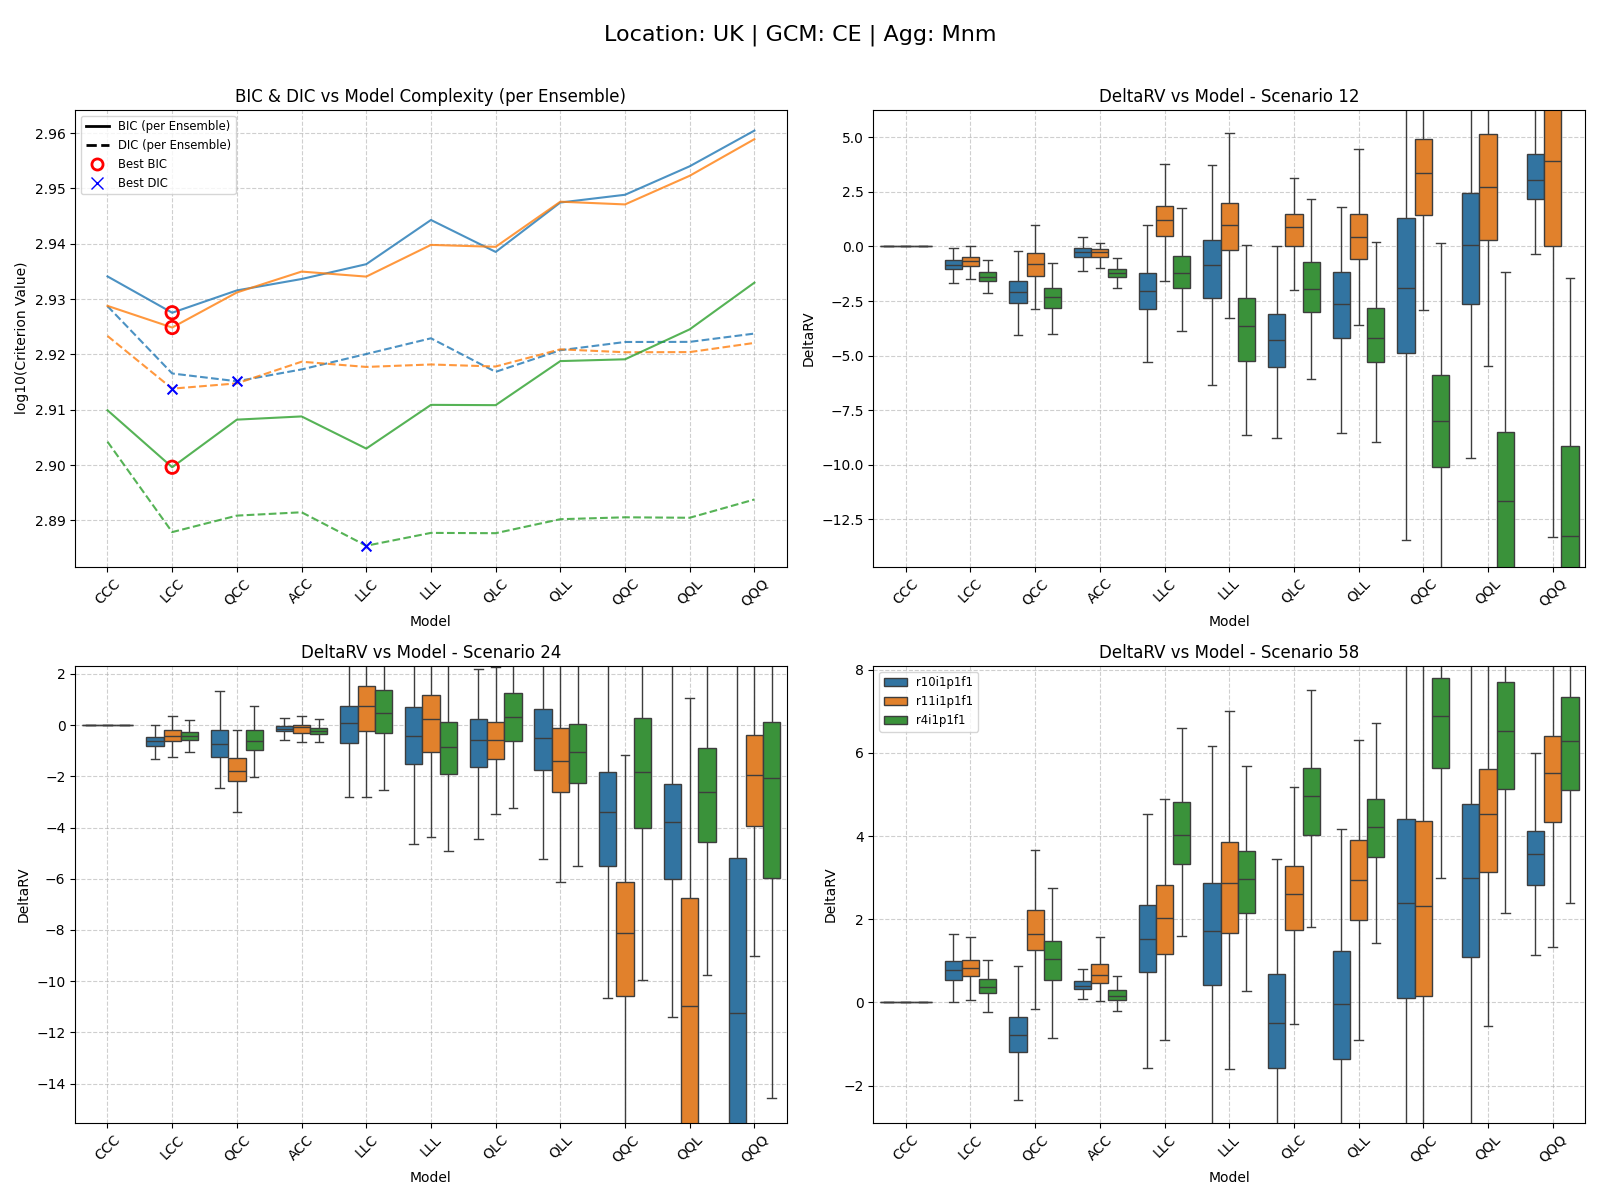 Location: UK | GCM: CE | Agg: Mnm
BIC & DIC vs Model Complexity (per Ensemble)
log10(Criterion Value)
2.96
2.95
2.94
2.93
2.92
2.91
2.90
2.89
BIC (per Ensemble)
DIC (per Ensemble)
Best BIC
Best DIC
CCC
LCC
QCC
ACC
LLC
LLL
QLC
QLL
QQC
QQL
QQQ
Model
DeltaRV vs Model - Scenario 12
DeltaRV
5.0
2.5
0.0
−2.5
−5.0
−7.5
−10.0
−12.5
CCC
LCC
QCC
ACC
LLC
LLL
QLC
QLL
QQC
QQL
QQQ
Model
DeltaRV vs Model - Scenario 24
DeltaRV
2
0
−2
−4
−6
−8
−10
−12
−14
CCC
LCC
QCC
ACC
LLC
LLL
QLC
QLL
QQC
QQL
QQQ
Model
DeltaRV vs Model - Scenario 58
DeltaRV
8
6
4
2
0
−2
r10i1p1f1
r11i1p1f1
r4i1p1f1
CCC
LCC
QCC
ACC
LLC
LLL
QLC
QLL
QQC
QQL
QQQ
Model